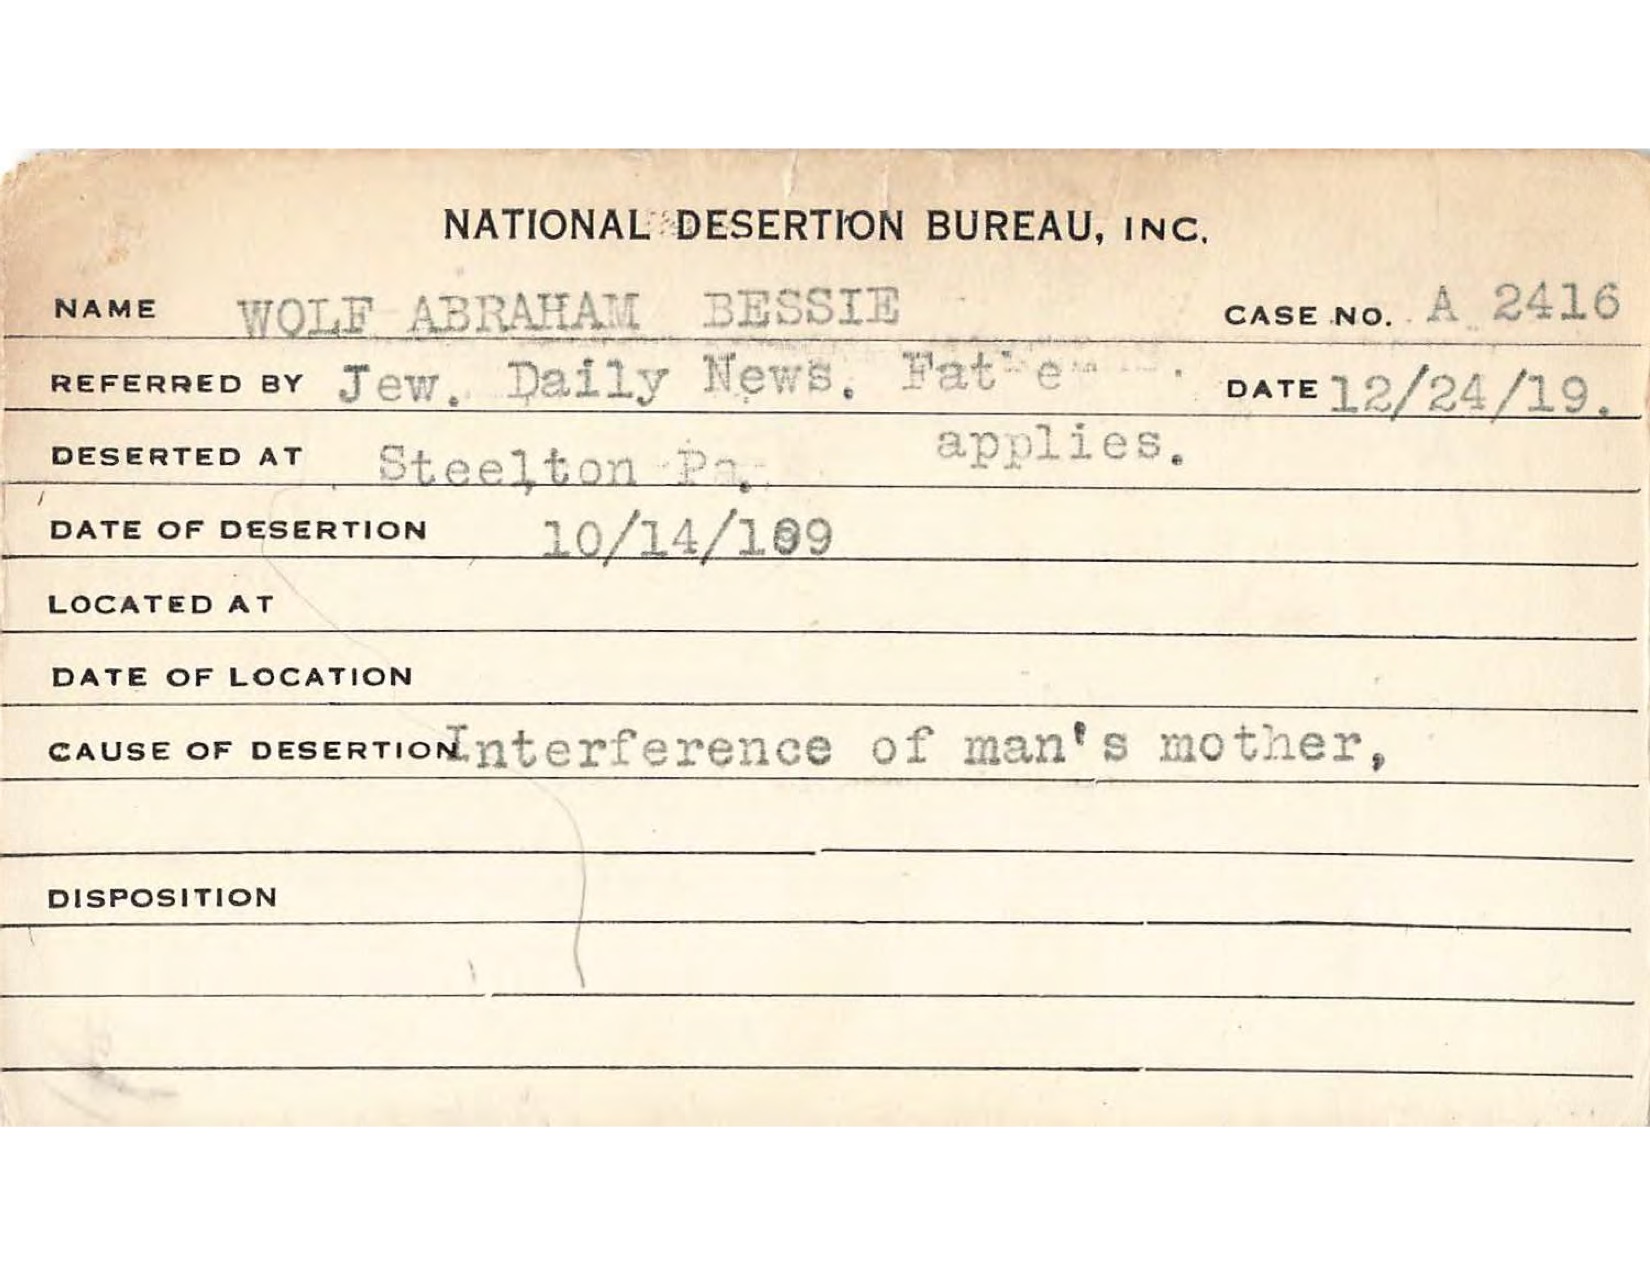 NATIONAL DESERTION BUREAU, INC.
NAME WOLF ABRAHAM BESSIE CASE NO. A 2416
REFERRED BY Jew. Daily News. DATE 12/24/19.
applies.
DESERTED AT Steelton Pa.
DATE OF DESERTION 10/14/
LOCATED AT
DATE OF LOCATION
CAUSE OF DESERTION Interference of man's mother,
DISPOSITION